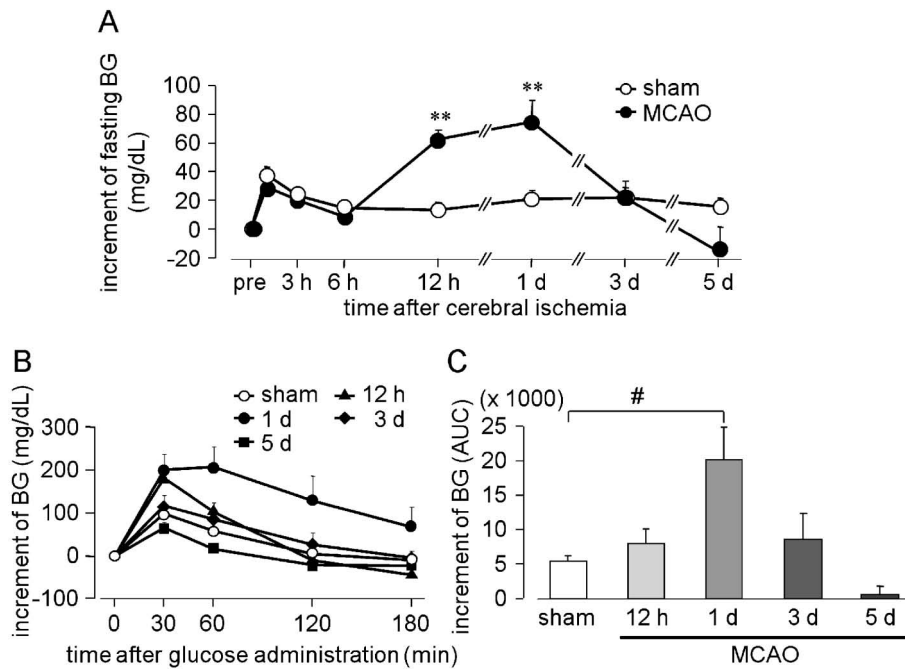 A
increment of fasting BG
(mg/dL)
100
80
60
40
20
0
-20
**
**
sham
MCAO
pre
3 h
6 h
12 h
1 d
3 d
5 d
time after cerebral ischemia
B
increment of BG (mg/dL)
300
200
100
0
-100
sham
12 h
1 d
3 d
5 d
0
30
60
120
180
time after glucose administration (min)
C
(x 1000)
#
increment of BG (AUC)
25
20
15
10
5
0
sham
12 h
1 d
3 d
5 d
MCAO